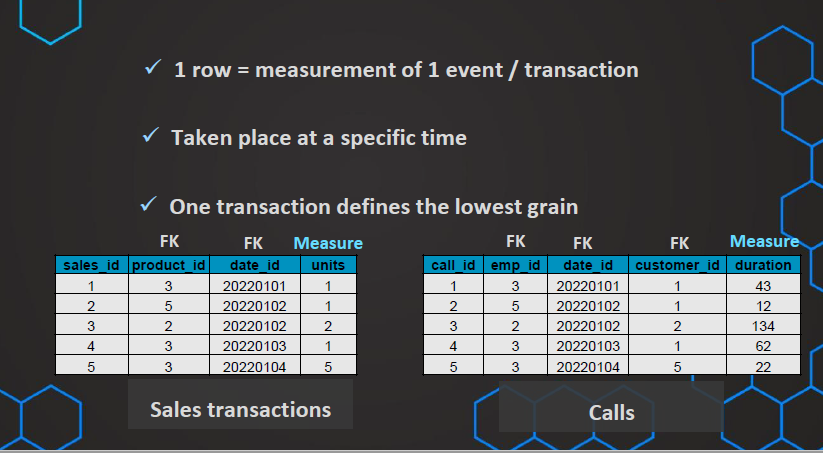 1 row = measurement of 1 event / transaction
Taken place at a specific time
One transaction defines the lowest grain
FK FK Measure
sales_id product_id date_id units
1 3 20220101 1
2 5 20220102 1
3 2 20220102 2
4 3 20220103 1
5 3 20220104 5
Sales transactions
FK FK FK Measure
call_id emp_id date_id customer_id duration
1 3 20220101 1 43
2 5 20220102 1 12
3 2 20220102 2 134
4 3 20220103 1 62
5 3 20220104 5 22
Calls